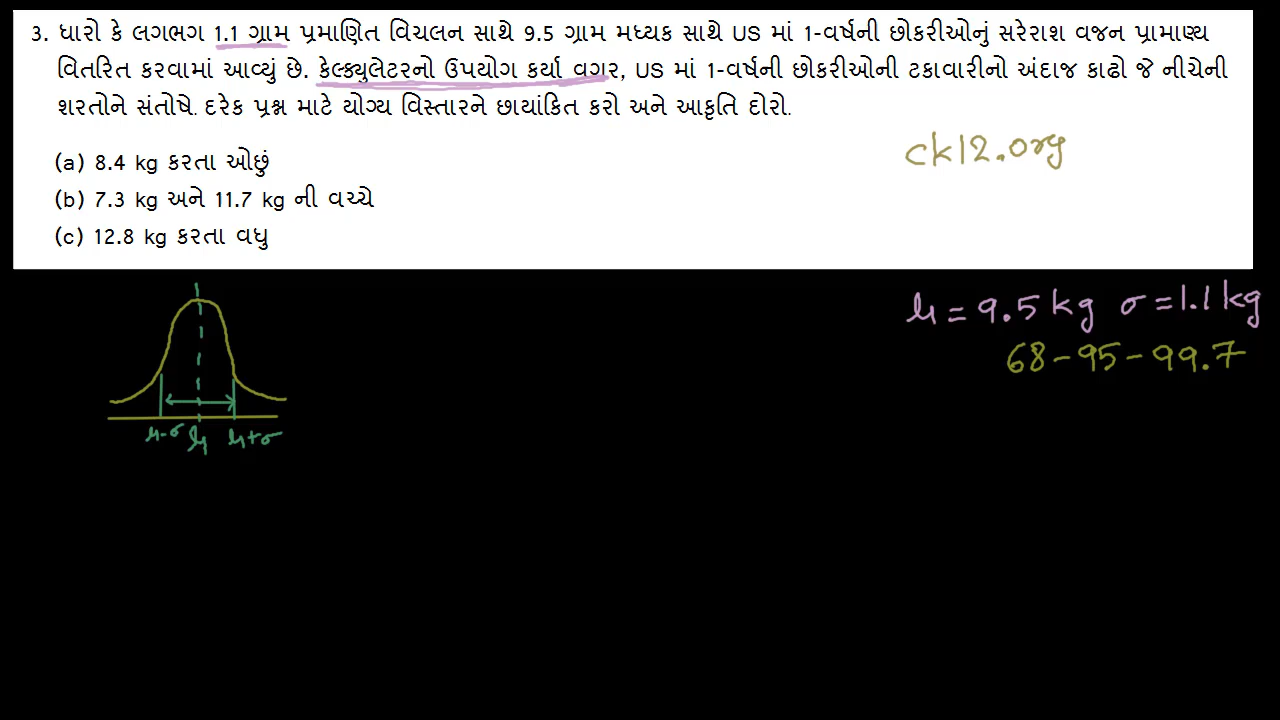 3. ધારો કે લગભગ 1.1 ગ્રામ પ્રમાણિત વિચલન સાથે 9.5 ગ્રામ મધ્યક સાથે US માં 1-વર્ષની છોકરીઓનું સરેરાશ વજન પ્રામાણ્ય
વિતરિત કરવામાં આવ્યું છે. કેલ્ક્યુલેટરનો ઉપયોગ કર્યા વગર, US માં 1-વર્ષની છોકરીઓની ટકાવારીનો અંદાજ કાઢો જે નીચેની
શરતોને સંતોષે. દરેક પ્રશ્ન માટે યોગ્ય વિસ્તારને છાયાંકિત કરો અને આકૃતિ દોરો.
ck12.org
(a) 8.4 kg કરતા ઓછું
(b) 7.3 kg અને 11.7 kg ની વચ્ચે
(c) 12.8 kg કરતા વધુ
μ = 9.5 kg σ = 1.1 kg
68 - 95 - 99.7
μ-σ μ μ+σ